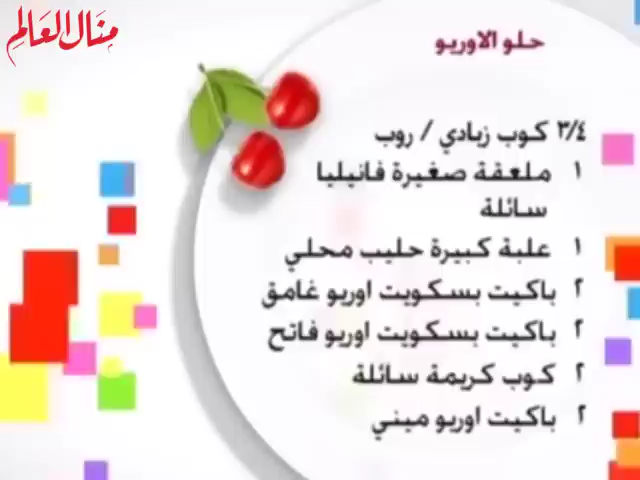 منال العالم
حلو الاوريو
٣/٤ كوب زبادي / روب
١ ملعقة صغيرة فانيليا
سائلة
١ علبة كبيرة حليب محلي
٢ باكيت بسكويت اوريو غامق
٢ باكيت بسكويت اوريو فاتح
٢ كوب كريمة سائلة
٢ باكيت اوريو ميني